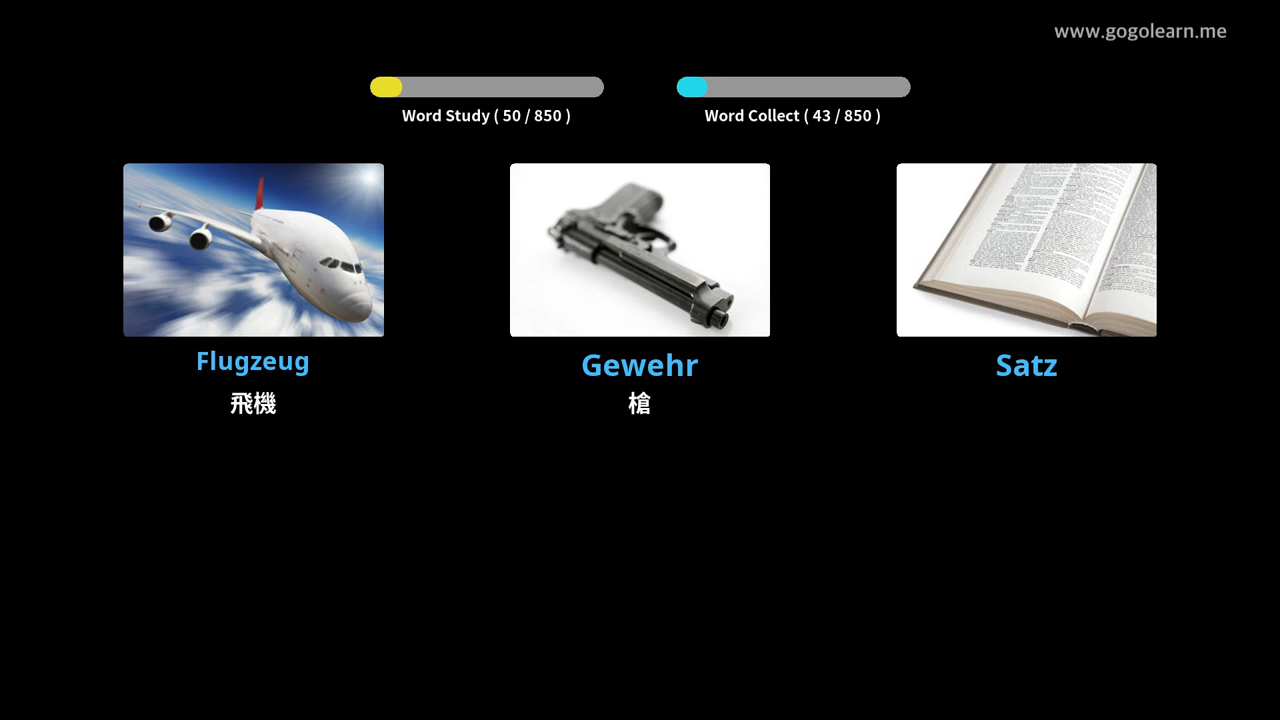 www.gogolearn.me
Word Study ( 50 / 850 )
Word Collect ( 43 / 850 )
Flugzeug
飛機
Gewehr
槍
Satz